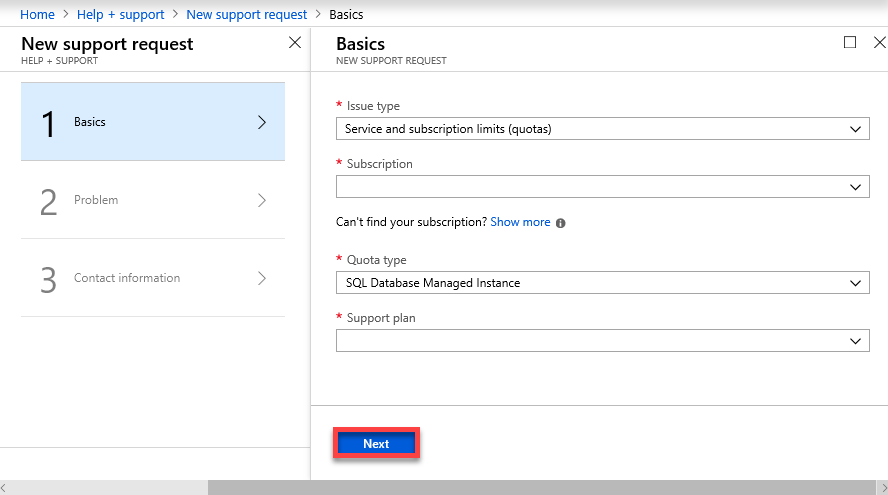 Home > Help + support > New support request > Basics
New support request
HELP + SUPPORT
1 Basics
2 Problem
3 Contact information
Basics
NEW SUPPORT REQUEST
* Issue type
Service and subscription limits (quotas)
* Subscription
Can't find your subscription? Show more
* Quota type
SQL Database Managed Instance
* Support plan
Next